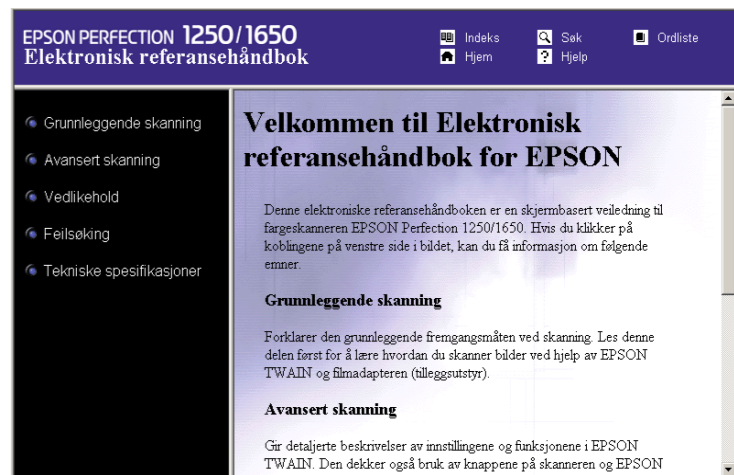 EPSON PERFECTION 1250/1650
Elektronisk referansehåndbok
Indeks
Søk
Ordliste
Hjem
Hjelp
Grunnleggende skanning
Avansert skanning
Vedlikehold
Feilsøking
Tekniske spesifikasjoner
Velkommen til Elektronisk
referansehåndbok for EPSON
Denne elektroniske referansehåndboken er en skjermbasert veiledning til
fargeskanneren EPSON Perfection 1250/1650. Hvis du klikker på
koblingene på venstre side i bildet, kan du få informasjon om følgende
emner.
Grunnleggende skanning
Forklarer den grunnleggende fremgangsmåten ved skanning. Les denne
delen først for å lære hvordan du skanner bilder ved hjelp av EPSON
TWAIN og filmadapteren (tilleggsutstyr).
Avansert skanning
Gir detaljerte beskrivelser av innstillingene og funksjonene i EPSON
TWAIN. Den dekker også bruk av knappene på skanneren og EPSON